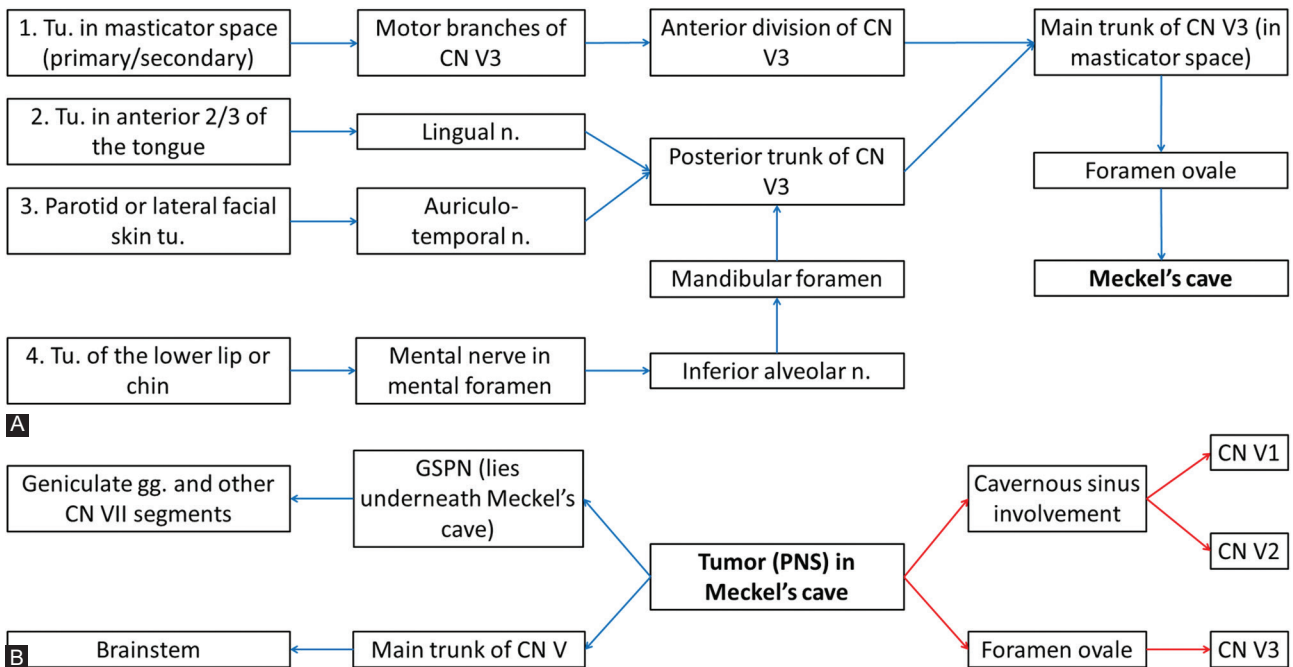 1. Tu. in masticator space
(primary/secondary)
Motor branches of
CN V3
Anterior division of CN
V3
Main trunk of CN V3 (in
masticator space)
2. Tu. in anterior 2/3 of
the tongue
Lingual n.
Posterior trunk of CN
V3
Foramen ovale
3. Parotid or lateral facial
skin tu.
Auriculo-
temporal n.
Mandibular foramen
Meckel's cave
4. Tu. of the lower lip or
chin
Mental nerve in
mental foramen
Inferior alveolar n.
A
Geniculate gg. and other
CN VII segments
GSPN (lies
underneath Meckel's
cave)
Tumor (PNS) in
Meckel's cave
Cavernous sinus
involvement
CN V1
CN V2
Brainstem
Main trunk of CN V
Foramen ovale
CN V3
B